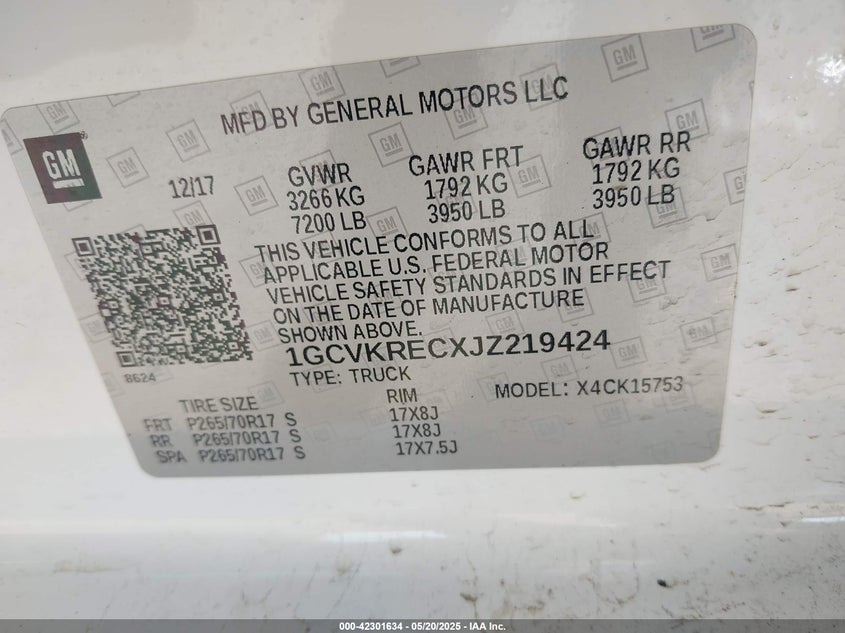 MFD BY GENERAL MOTORS LLC
GM
12/17
GVWR
3266 KG
7200 LB
GAWR FRT
1792 KG
3950 LB
GAWR RR
1792 KG
3950 LB
THIS VEHICLE CONFORMS TO ALL
APPLICABLE U.S. FEDERAL MOTOR
VEHICLE SAFETY STANDARDS IN EFFECT
ON THE DATE OF MANUFACTURE
SHOWN ABOVE.
1GCVKRECXJZ219424
8624
TYPE: TRUCK
MODEL: X4CK15753
TIRE SIZE RIM
FRT P265/70R17 S 17X8J
RR P265/70R17 S 17X8J
SPA P265/70R17 S 17X7.5J
000-42301634 — 05/20/2025 — IAA Inc.